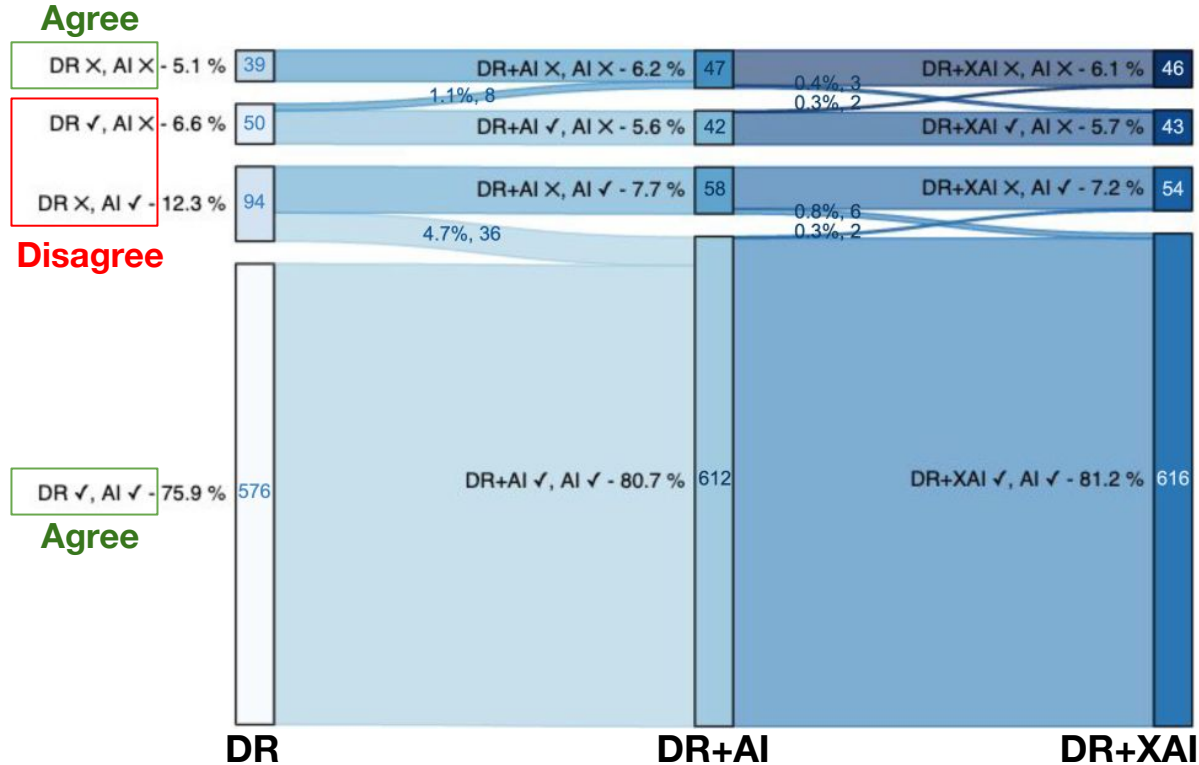 Agree
DR ✕, AI ✕ - 5.1 % 39 DR+AI ✕, AI ✕ - 6.2 % 47 DR+XAI ✕, AI ✕ - 6.1 % 46
1.1%, 8
0.4%, 3
0.3%, 2
DR ✓, AI ✕ - 6.6 % 50 DR+AI ✓, AI ✕ - 5.6 % 42 DR+XAI ✓, AI ✕ - 5.7 % 43
DR ✕, AI ✓ - 12.3 % 94 DR+AI ✕, AI ✓ - 7.7 % 58 DR+XAI ✕, AI ✓ - 7.2 % 54
4.7%, 36
0.8%, 6
0.3%, 2
Disagree
DR ✓, AI ✓ - 75.9 % 576 DR+AI ✓, AI ✓ - 80.7 % 612 DR+XAI ✓, AI ✓ - 81.2 % 616
Agree
DR DR+AI DR+XAI